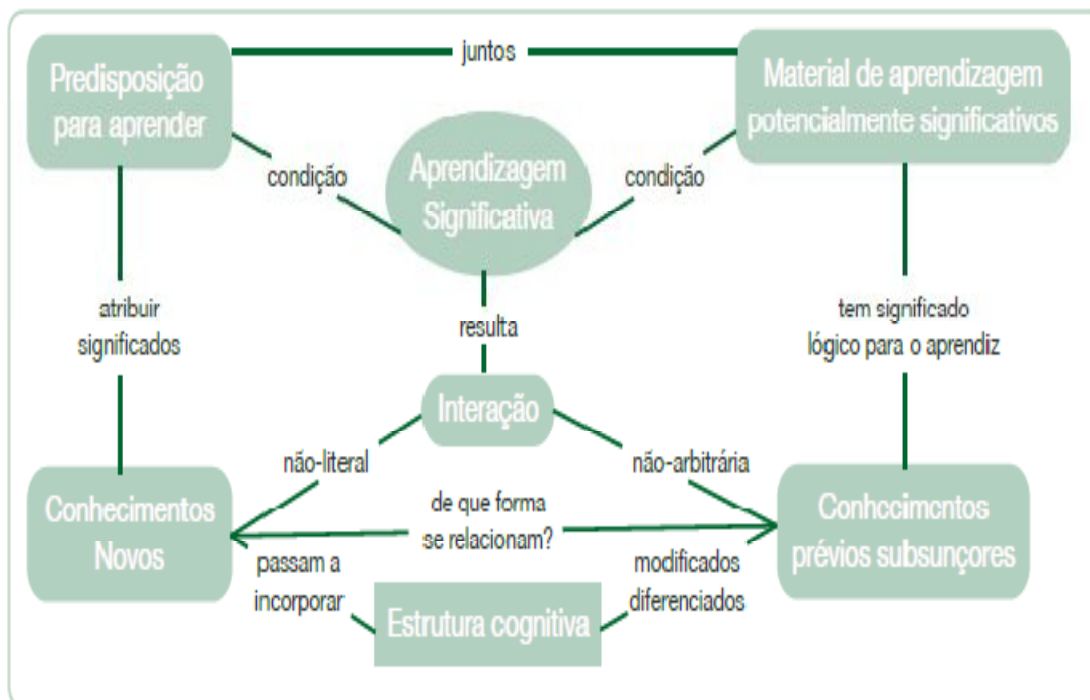 juntos
Predisposição
para aprender
Material de aprendizagem
potencialmente significativos
condição
Aprendizagem
Significativa
condição
atribuir
significados
resulta
tem significado
lógico para o aprendiz
Interação
não-literal
não-arbitrária
Conhecimentos
Novos
de que forma
se relacionam?
Conhecimentos
prévios subsunçores
passam a
incorporar
Estrutura cognitiva
modificados
diferenciados